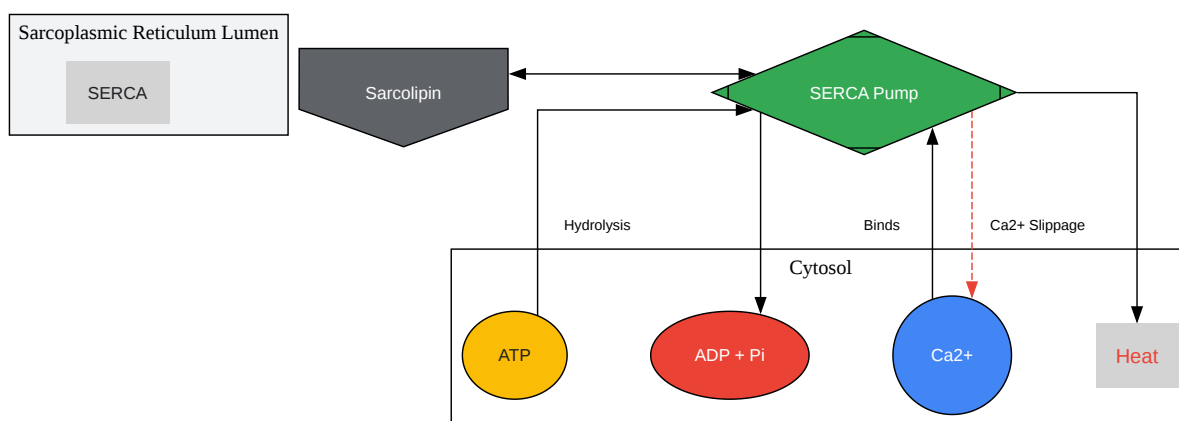 Sarcoplasmic Reticulum Lumen
SERCA
Sarcolipin
SERCA Pump
Hydrolysis
Binds
Ca2+ Slippage
Cytosol
ATP
ADP + Pi
Ca2+
Heat